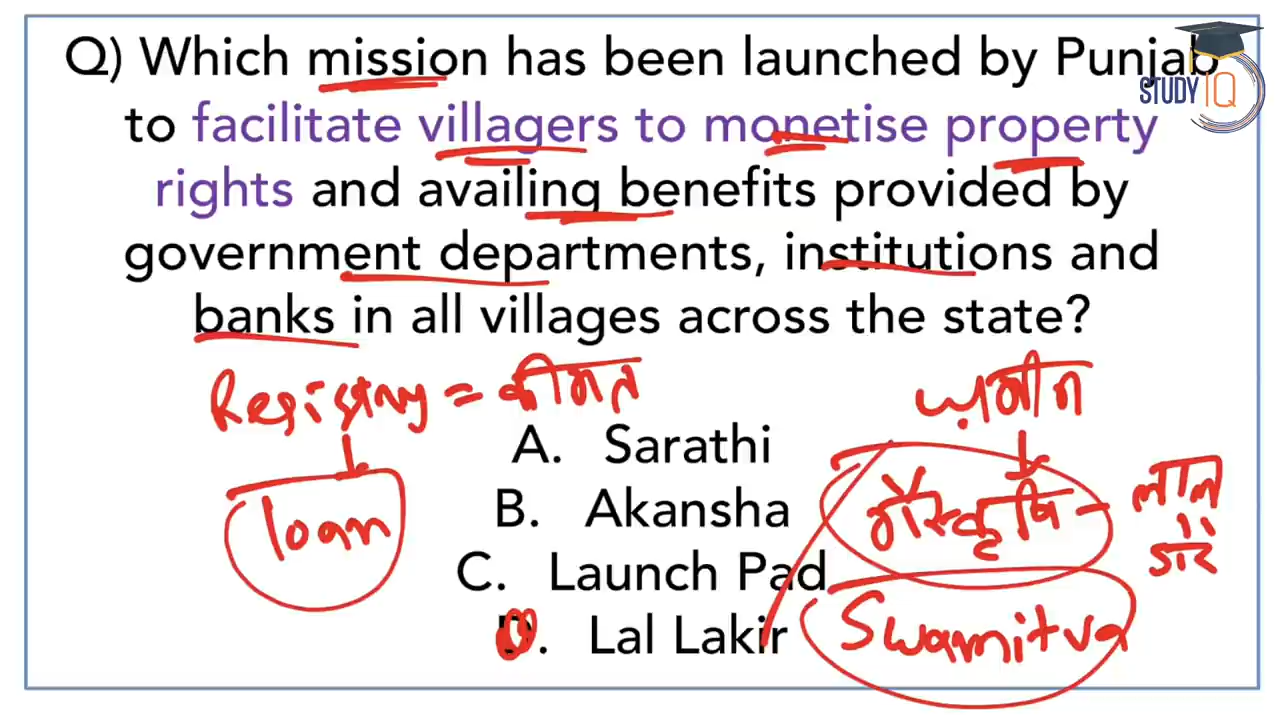 Q) Which mission has been launched by Punjab
to facilitate villagers to monetise property
rights and availing benefits provided by
government departments, institutions and
banks in all villages across the state?
STUDY IQ
Registry = कीमत
ज़मीन
A. Sarathi
B. Akansha
loan
लाल
C. Launch Pad
D. Lal Lakir
Swamitva